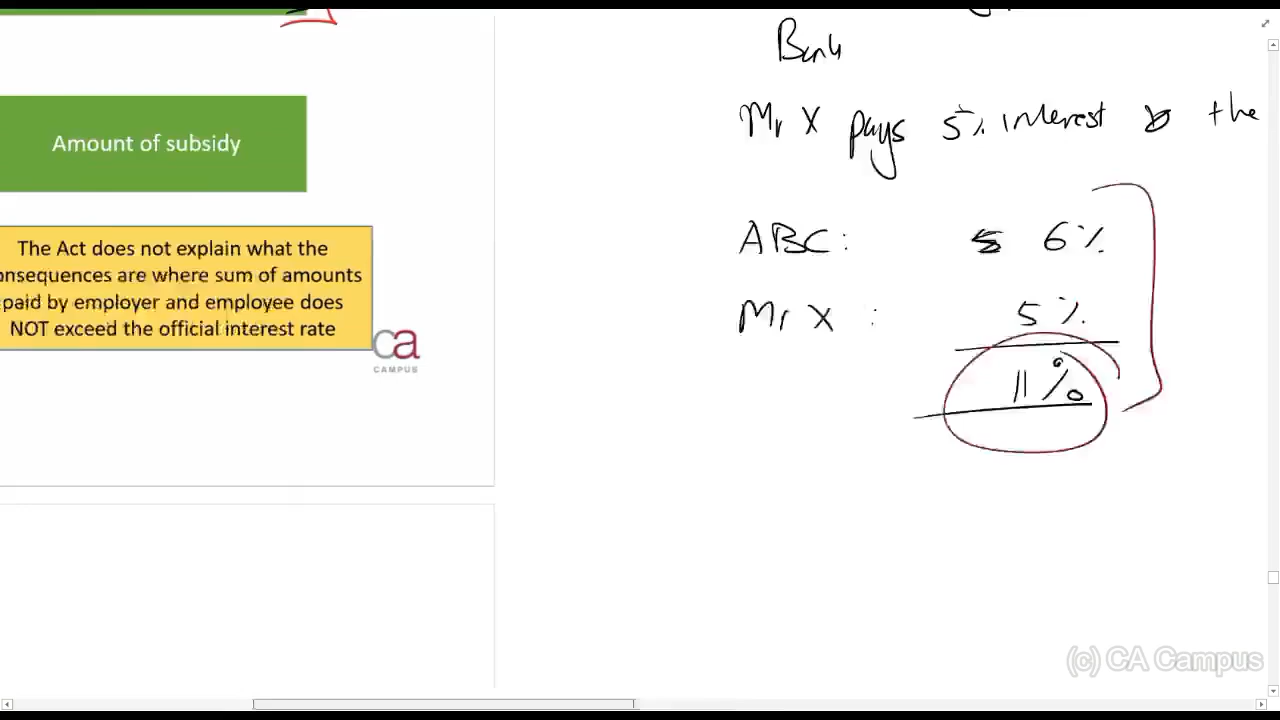 Amount of subsidy
The Act does not explain what the
onsequences are where sum of amounts
paid by employer and employee does
NOT exceed the official interest rate
ca
CAMPUS
Bank
Mr X pays 5% interest to the
ABC: 6%
Mr X : 5%
11%
(c) CA Campus